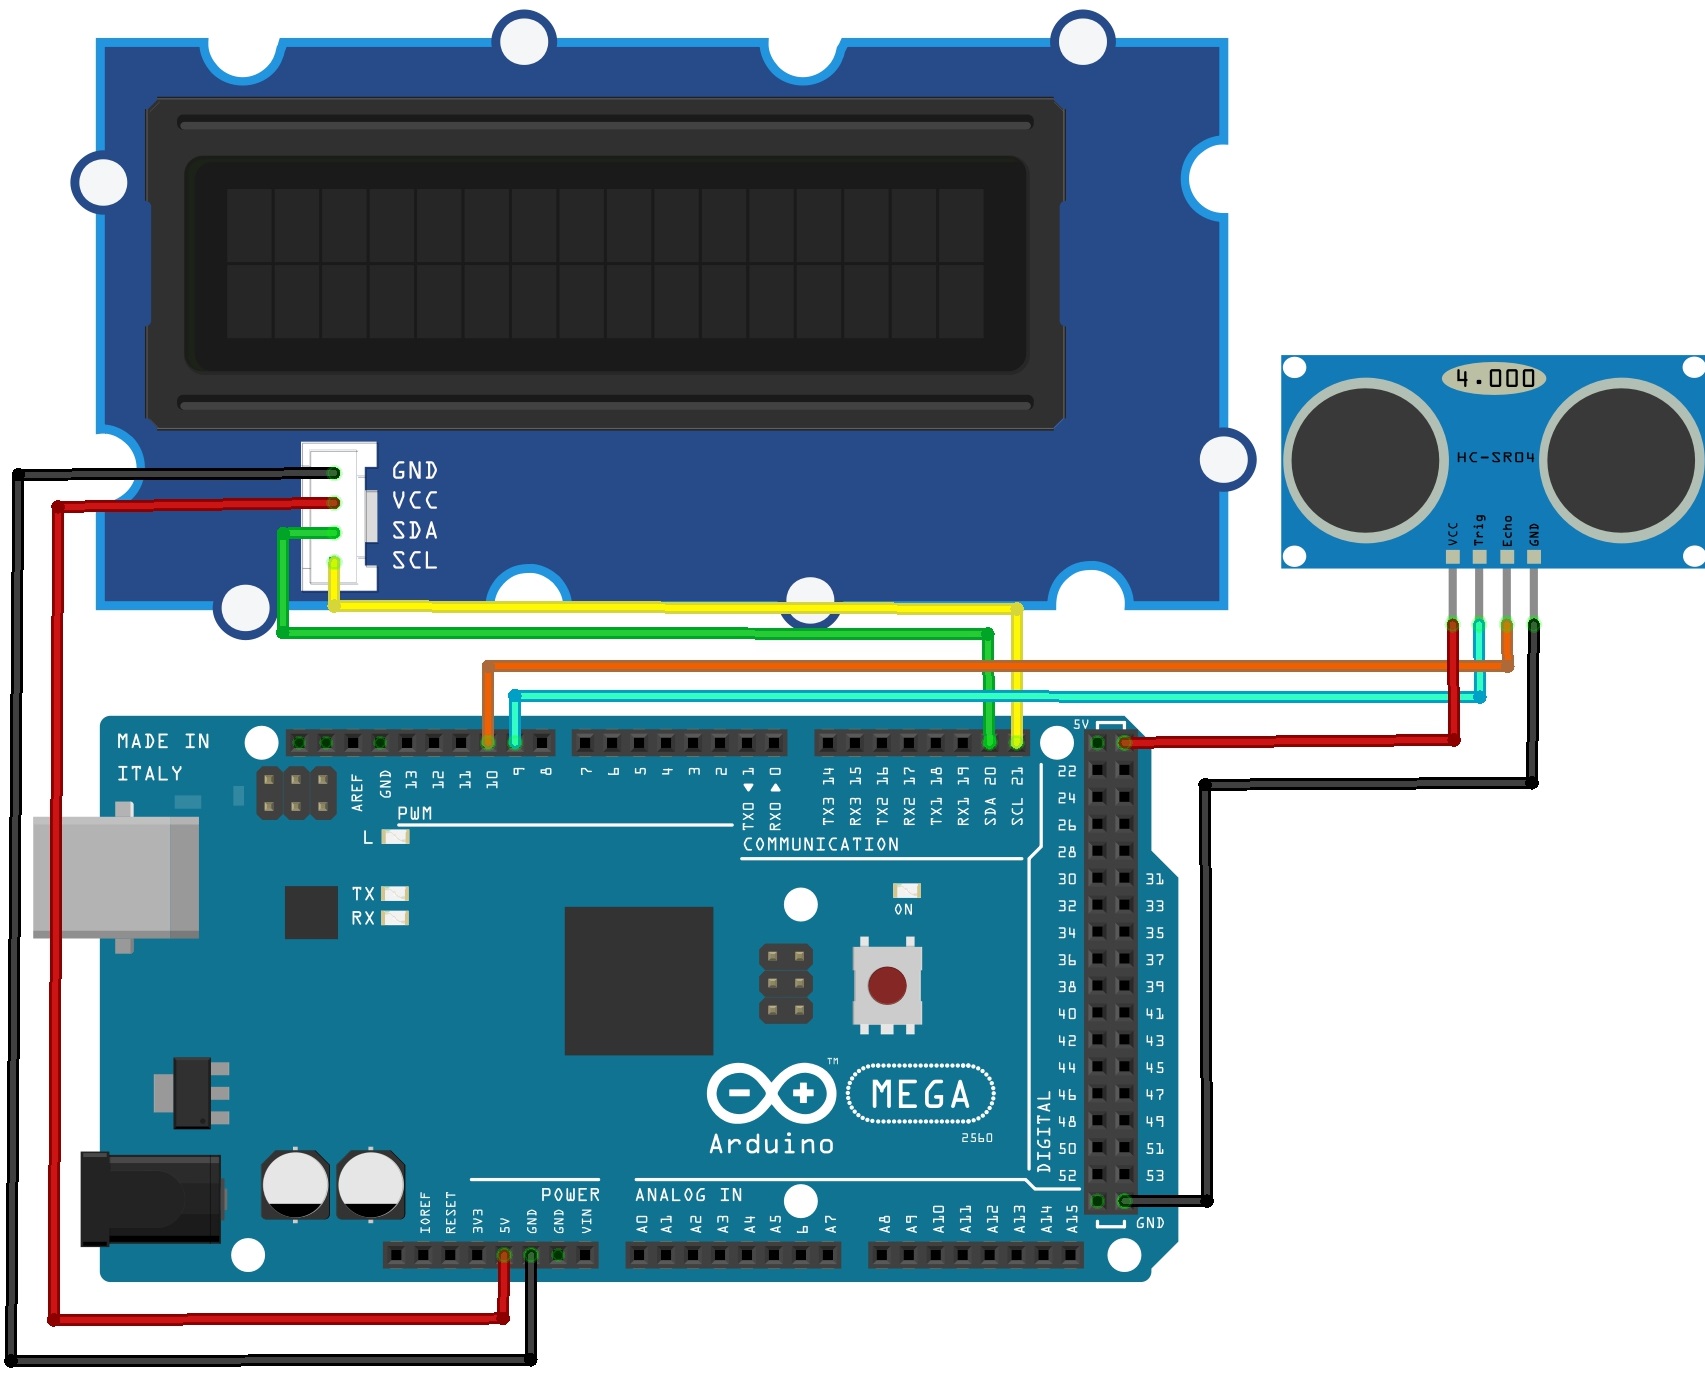 GND
VCC
SDA
SCL
4.000
HC-SR04
VCC
Trig
Echo
GND
MADE IN
ITALY
AREF
GND
13
12
11
10
9
8
7
6
5
4
3
2
TX0 1
RX0 0
TX3 14
RX3 15
TX2 16
RX2 17
TX1 18
RX1 19
SDA 20
SCL 21
5V
PWM
COMMUNICATION
L
TX
RX
ON
22
24
26
28
30 31
32 33
34 35
36 37
38 39
40 41
42 43
44 45
46 47
48 49
50 51
52 53
GND
DIGITAL
MEGA
TM
Arduino
2560
POWER
ANALOG IN
IOREF
RESET
3V3
5V
GND
GND
VIN
A0
A1
A2
A3
A4
A5
6
A7
A8
A9
A10
A11
A12
A13
A14
A15